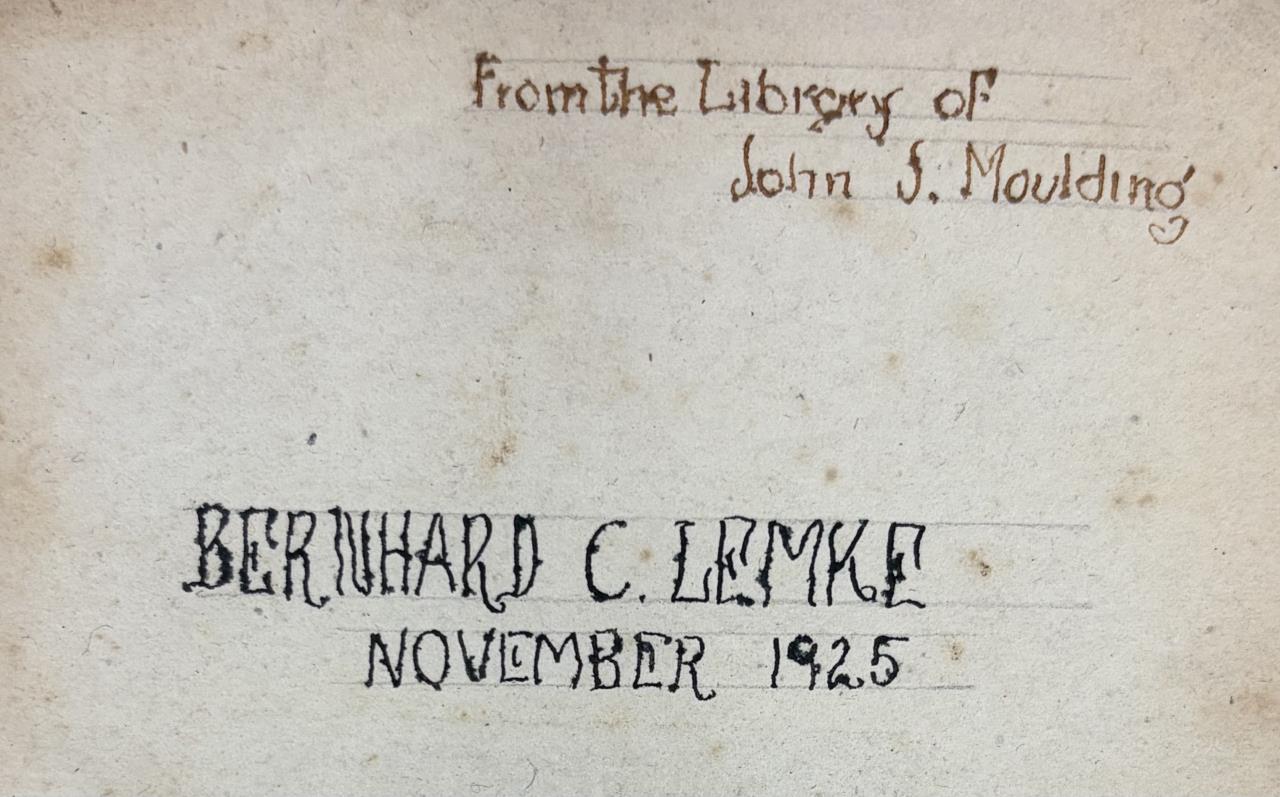 From the Library of
John J. Moulding
BERNHARD C. LEMKE
NOVEMBER 1925